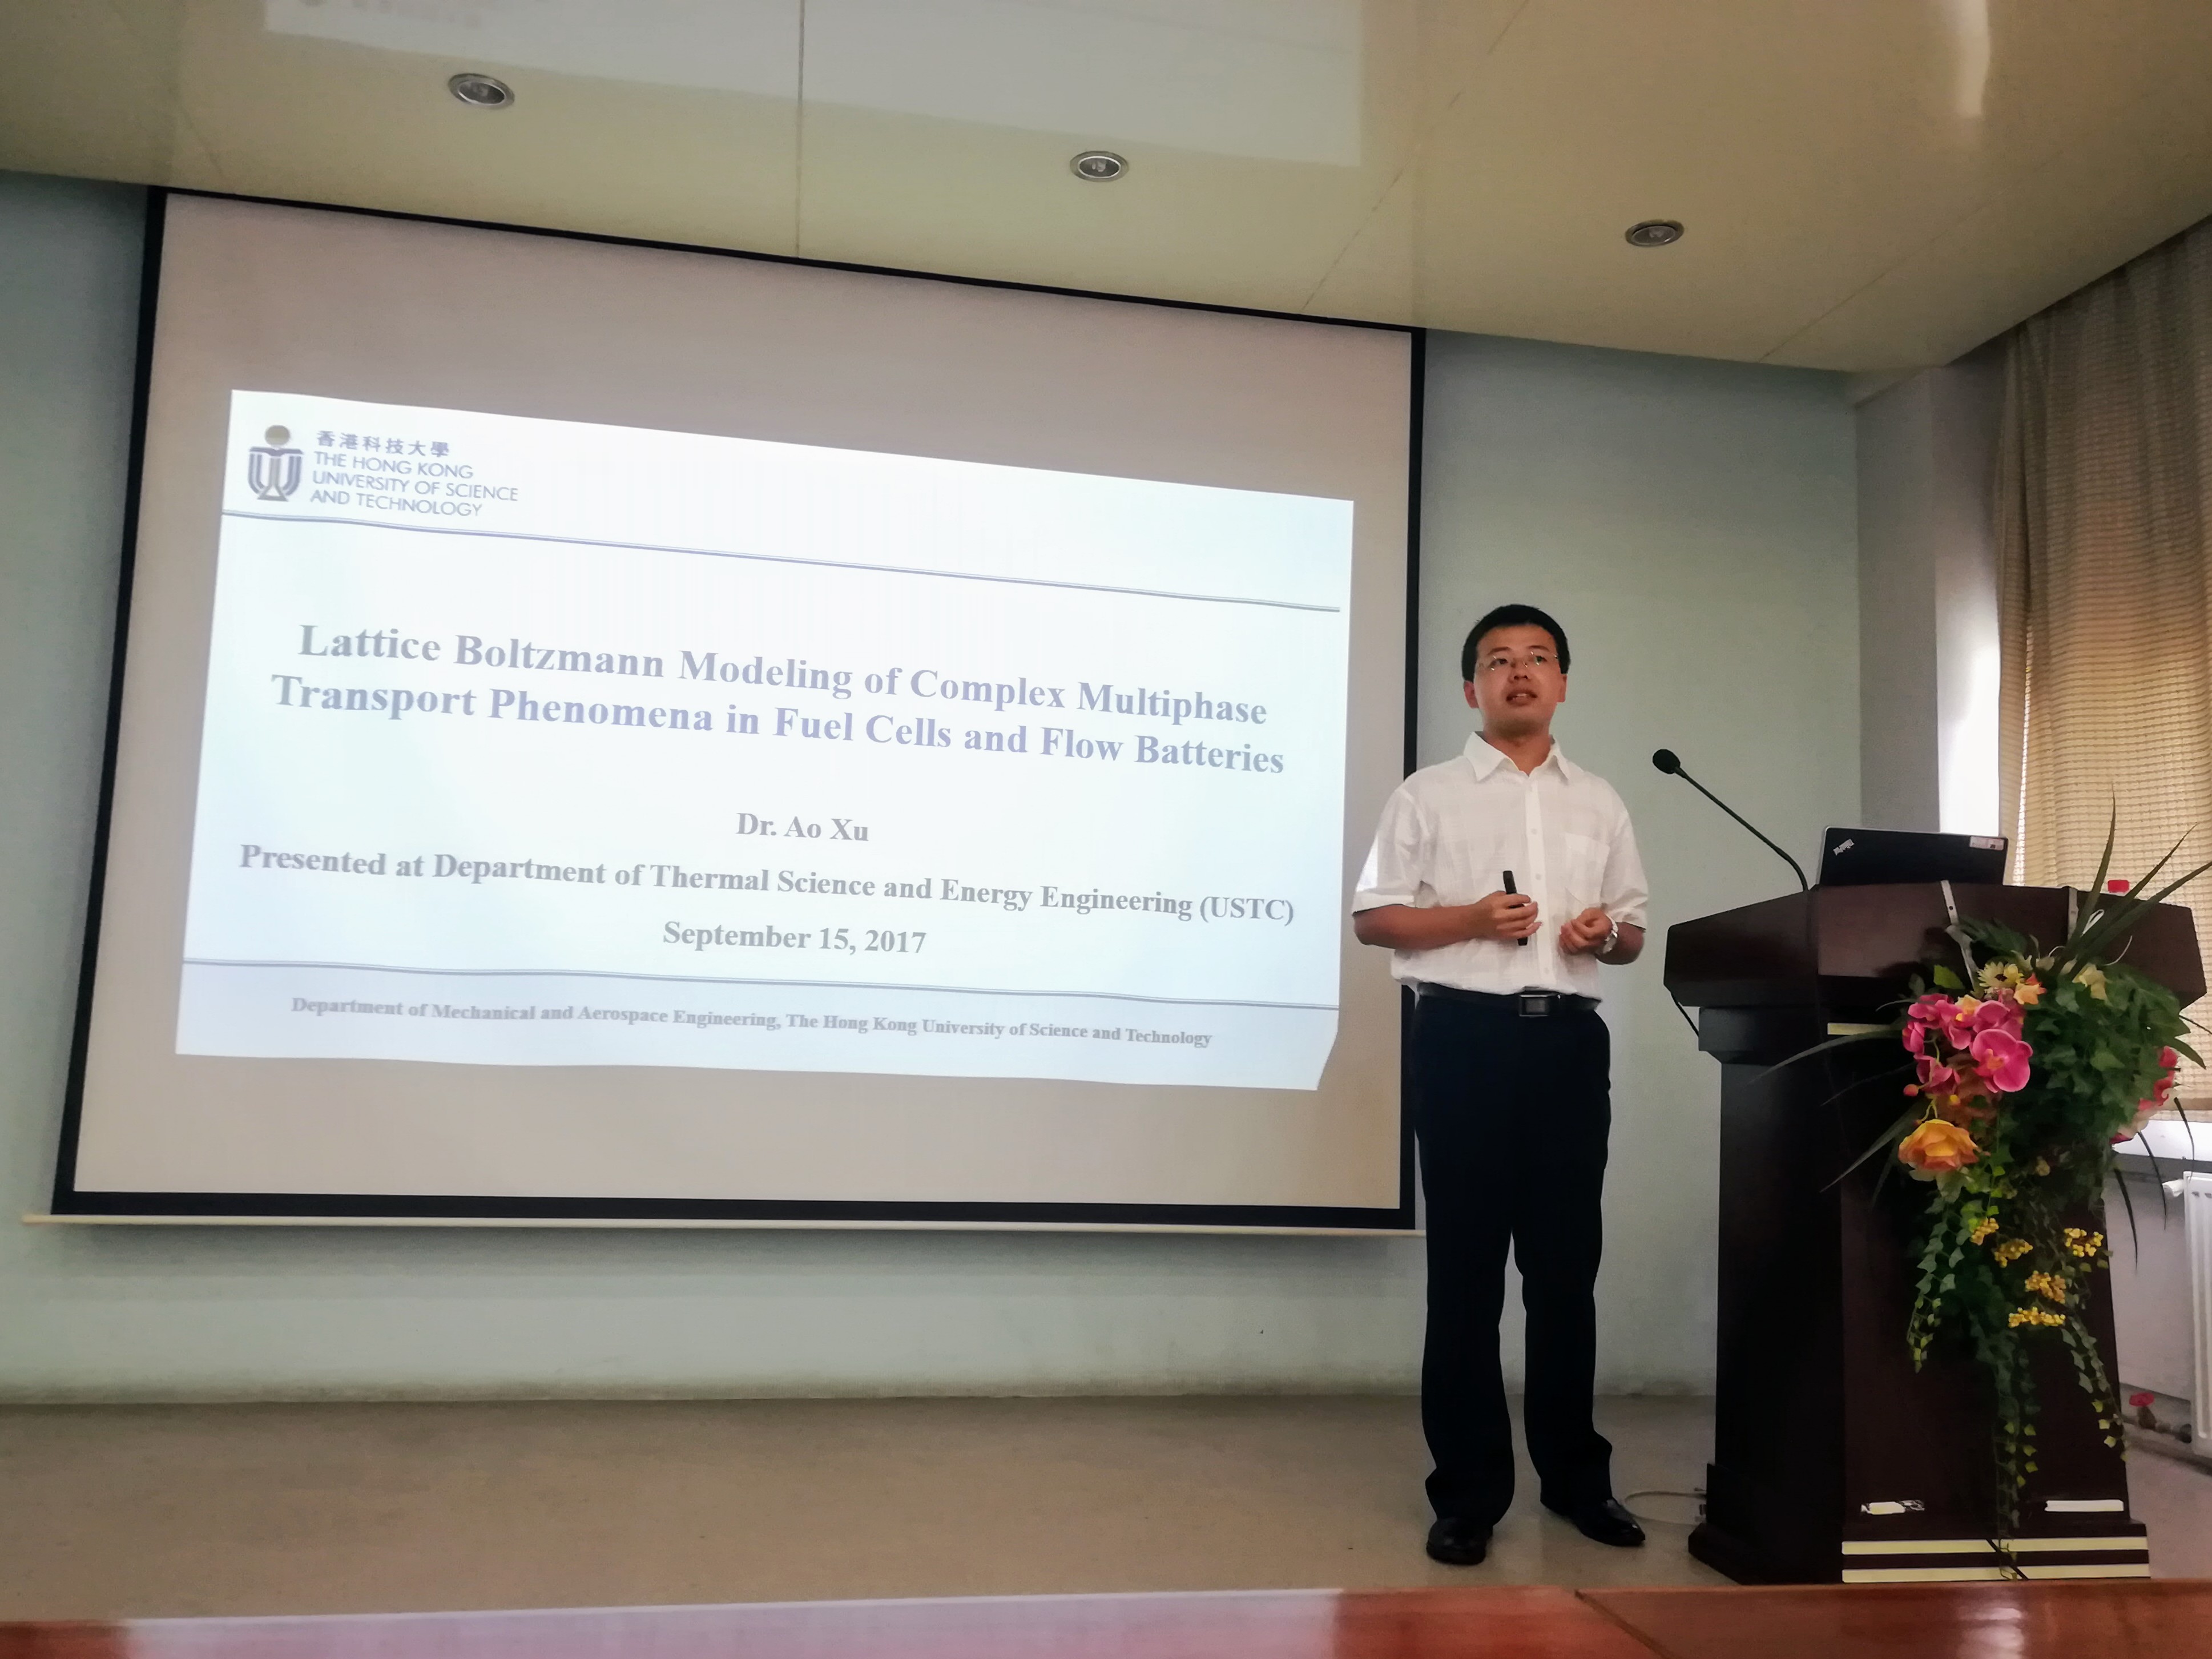 香港科技大學
THE HONG KONG
UNIVERSITY OF SCIENCE
AND TECHNOLOGY
Lattice Boltzmann Modeling of Complex Multiphase
Transport Phenomena in Fuel Cells and Flow Batteries
Dr. Ao Xu
Presented at Department of Thermal Science and Energy Engineering (USTC)
September 15, 2017
Department of Mechanical and Aerospace Engineering, The Hong Kong University of Science and Technology
ThinkPad